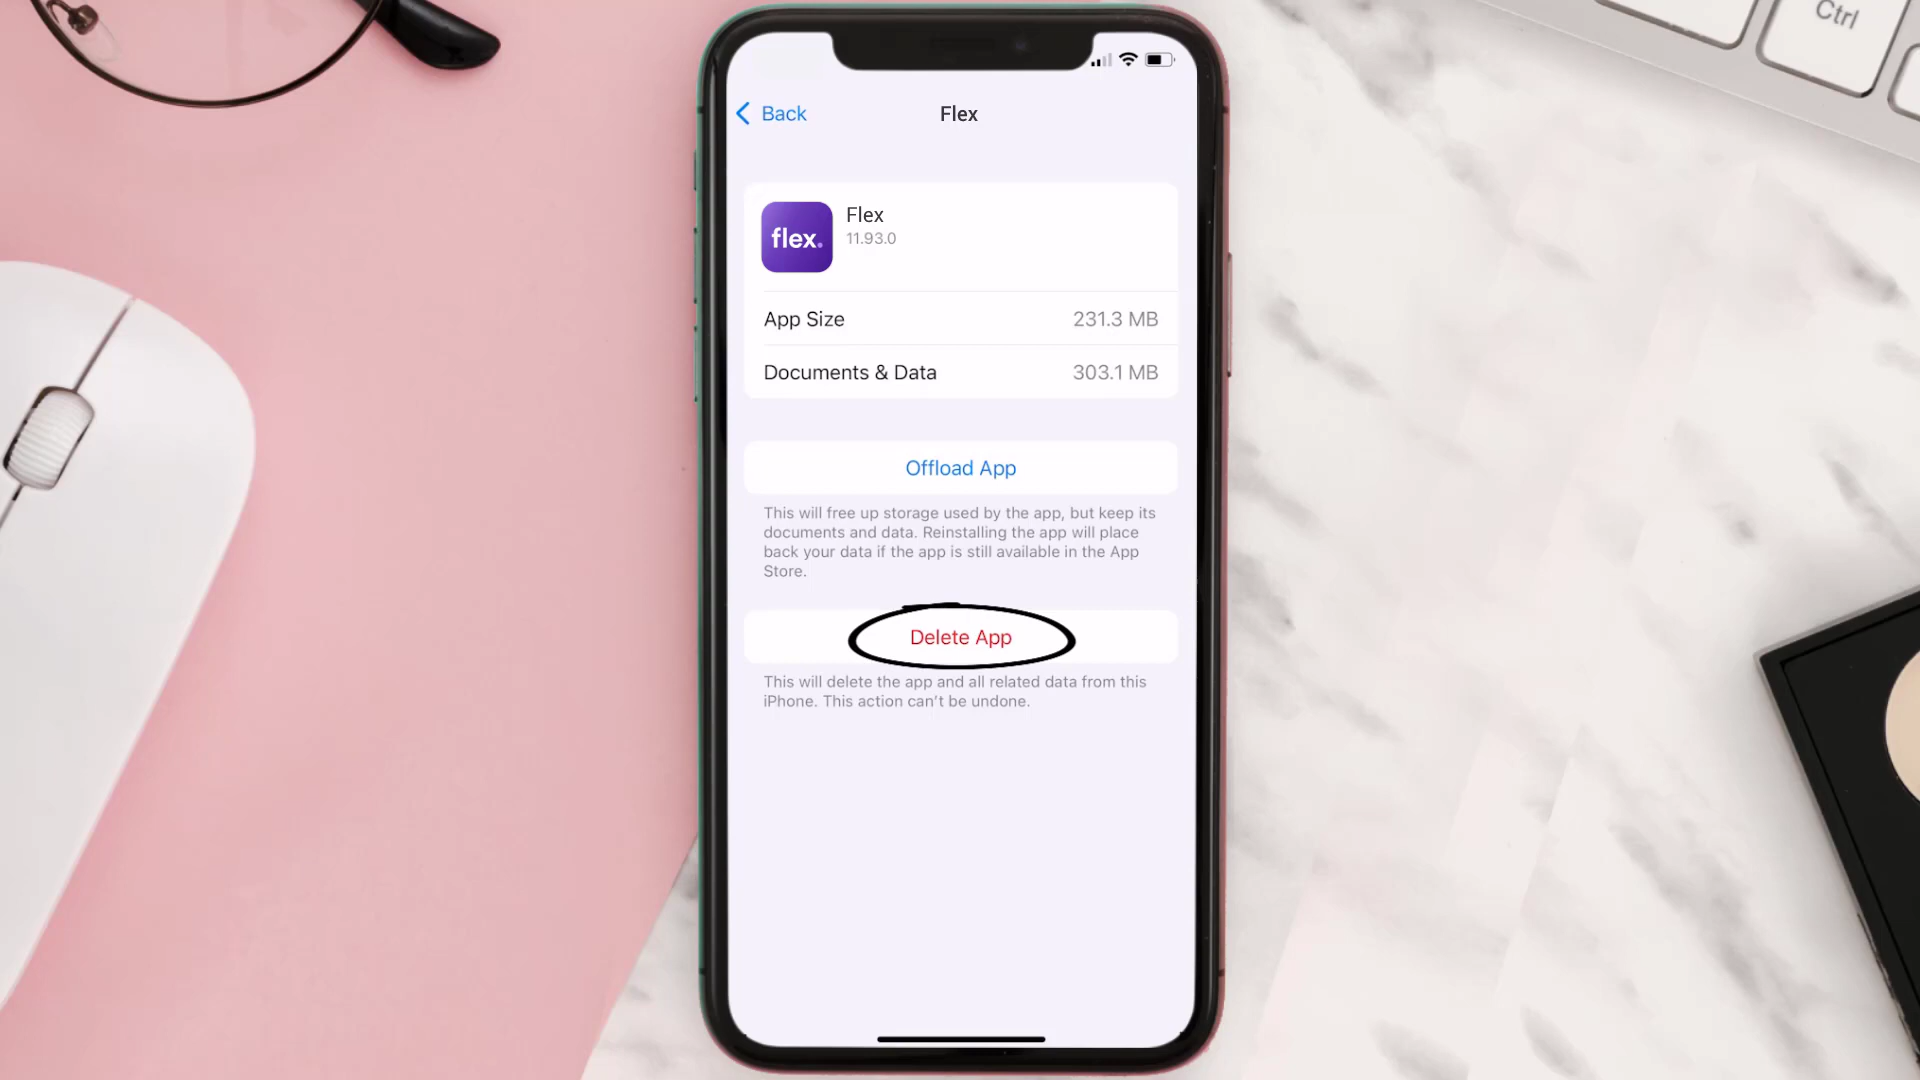 Ctrl
Back
Flex
flex.
Flex
11.93.0
App Size
231.3 MB
Documents & Data
303.1 MB
Offload App
This will free up storage used by the app, but keep its
documents and data. Reinstalling the app will place
back your data if the app is still available in the App
Store.
Delete App
This will delete the app and all related data from this
iPhone. This action can’t be undone.